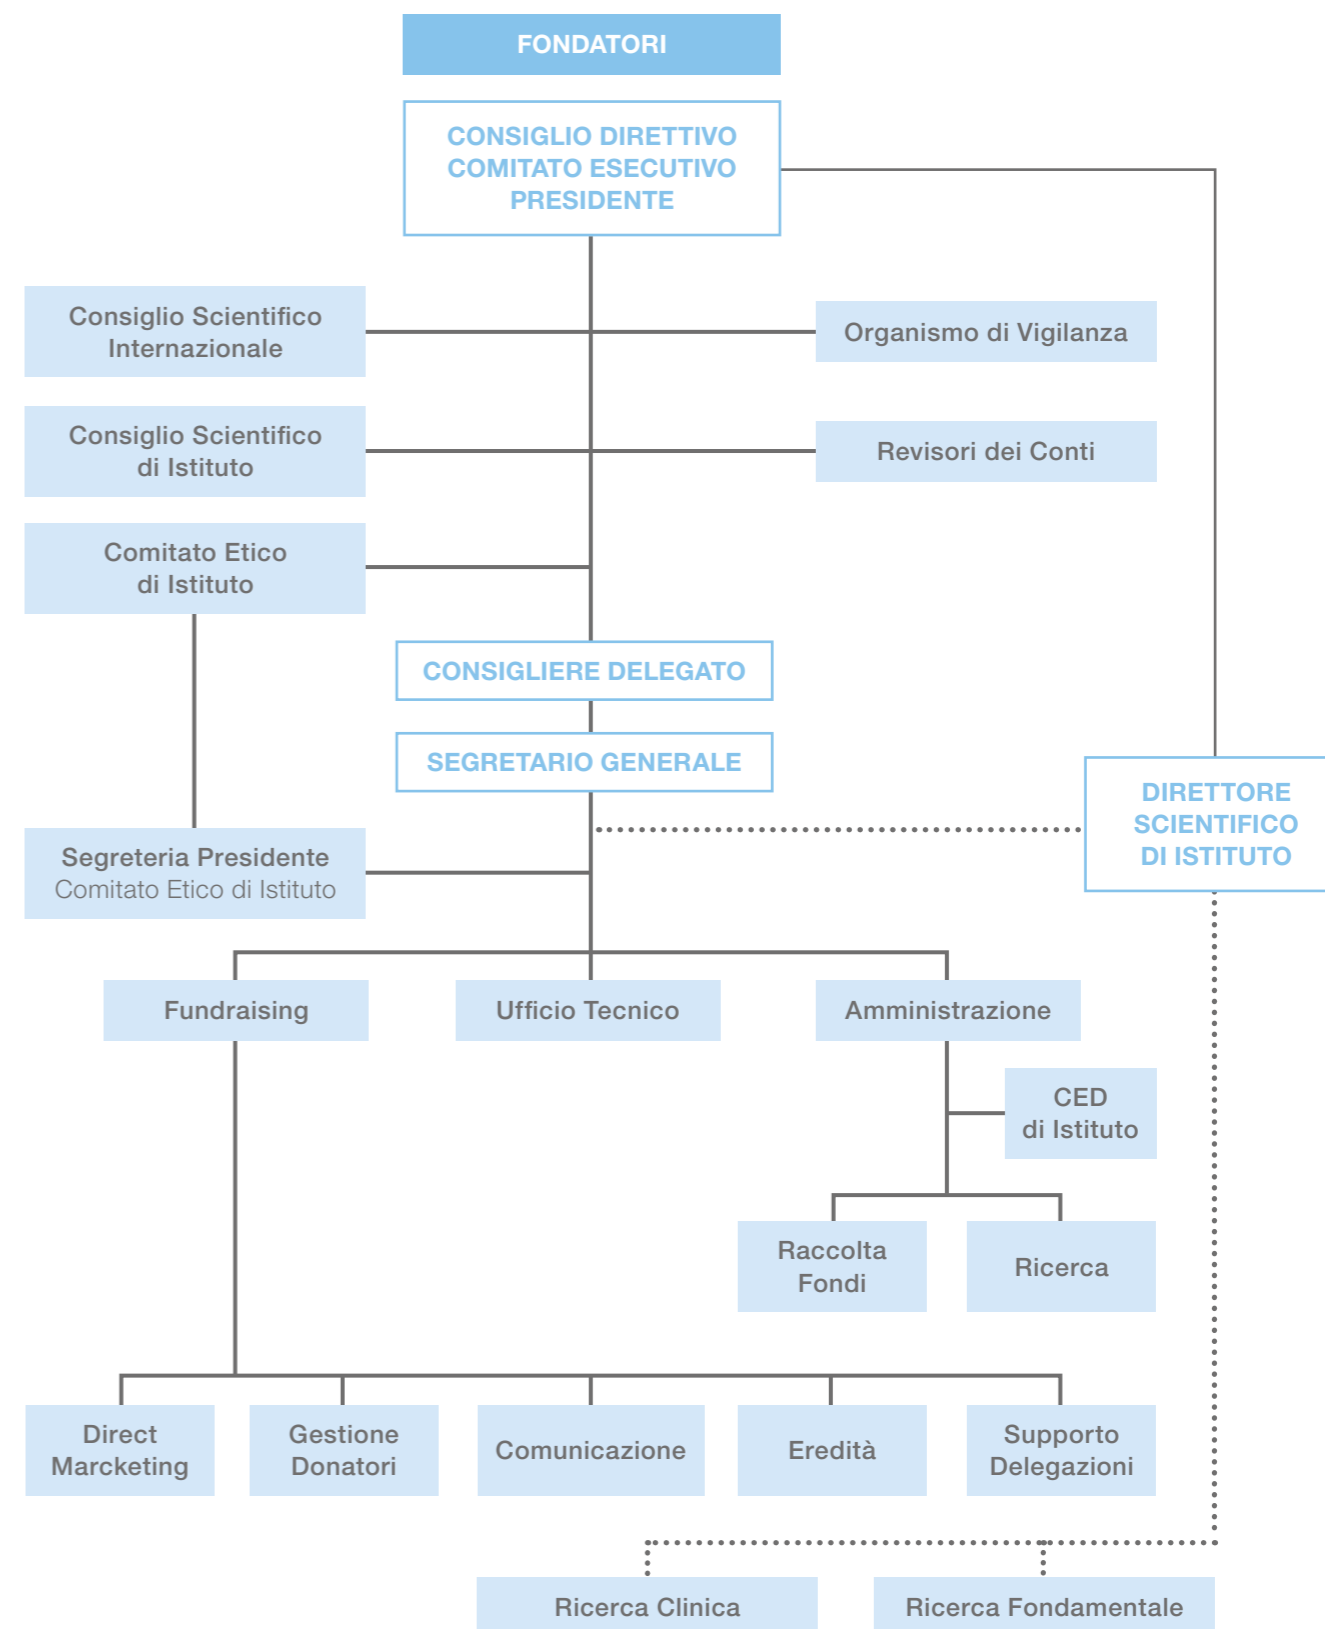 FONDATORI
CONSIGLIO DIRETTIVO
COMITATO ESECUTIVO
PRESIDENTE
Consiglio Scientifico
Internazionale
Organismo di Vigilanza
Consiglio Scientifico
di Istituto
Revisori dei Conti
Comitato Etico
di Istituto
CONSIGLIERE DELEGATO
SEGRETARIO GENERALE
DIRETTORE
SCIENTIFICO
DI ISTITUTO
Segreteria Presidente
Comitato Etico di Istituto
Fundraising
Ufficio Tecnico
Amministrazione
CED
di Istituto
Raccolta
Fondi
Ricerca
Direct
Marcketing
Gestione
Donatori
Comunicazione
Eredità
Supporto
Delegazioni
Ricerca Clinica
Ricerca Fondamentale